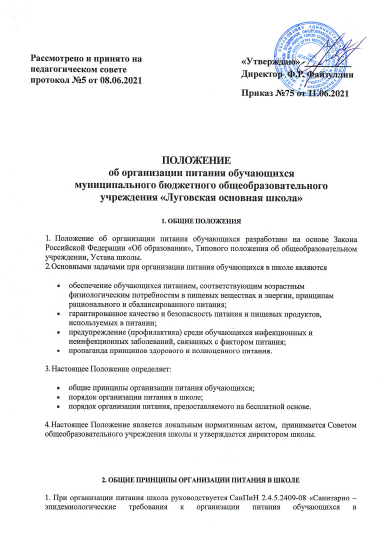 Рассмотрено и принято на
педагогическом совете
протокол №5 от 08.06.2021
«Утверждаю»
Директор Ф.Р. Файзуллин
Приказ №75 от 11.06.2021
ПОЛОЖЕНИЕ
об организации питания обучающихся
муниципального бюджетного общеобразовательного
учреждения «Луговская основная школа»
1. ОБЩИЕ ПОЛОЖЕНИЯ
1. Положение об организации питания обучающихся разработано на основе Закона
Российской Федерации «Об образовании», Типового положения об общеобразовательном
учреждении, Устава школы.
2.Основными задачами при организации питания обучающихся в школе являются
• обеспечение обучающихся питанием, соответствующим возрастным
физиологическим потребностям в пищевых веществах и энергии, принципам
рационального и сбалансированного питания;
• гарантированное качество и безопасность питания и пищевых продуктов,
используемых в питании;
• предупреждение (профилактика) среди обучающихся инфекционных и
неинфекционных заболеваний, связанных с фактором питания;
• пропаганда принципов здорового и полноценного питания.
3.Настоящее Положение определяет:
• общие принципы организации питания обучающихся;
• порядок организации питания в школе;
• порядок организации питания, предоставляемого на бесплатной основе.
4.Настоящее Положение является локальным нормативным актом, принимается Советом
общеобразовательного учреждения школы и утверждается директором школы.
2. ОБЩИЕ ПРИНЦИПЫ ОРГАНИЗАЦИИ ПИТАНИЯ В ШКОЛЕ
1. При организации питания школа руководствуется СанПиН 2.4.5.2409-08 «Санитарно –
эпидемиологические требования к организации питания обучающихся в